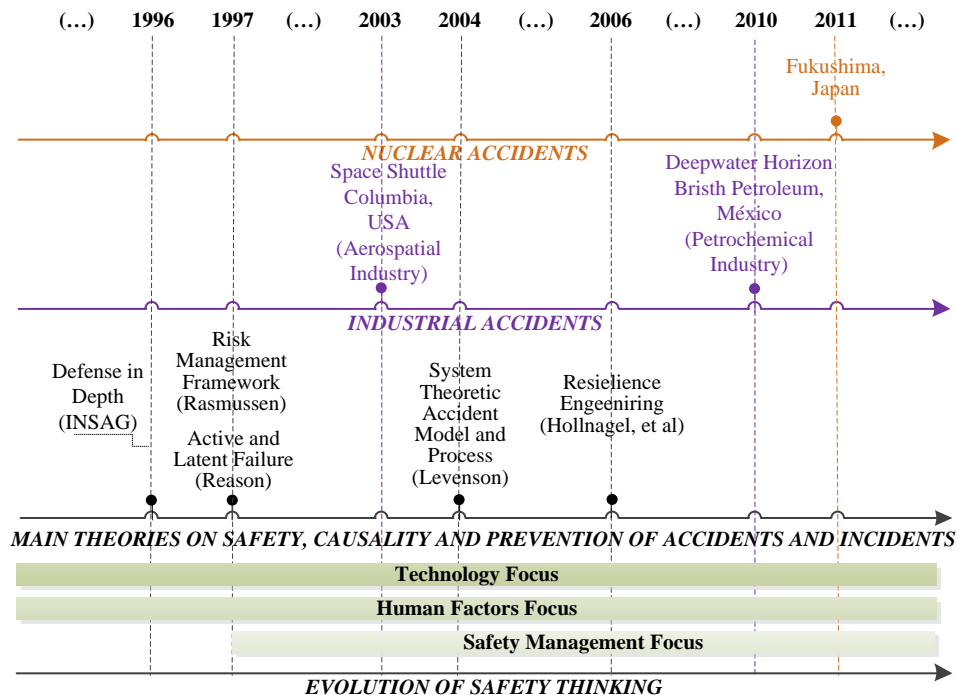 (…) 1996 1997 (…) 2003 2004 (…) 2006 (…) 2010 2011 (…)
Fukushima,
Japan
NUCLEAR ACCIDENTS
Space Shuttle
Columbia,
USA
(Aerospatial
Industry)
Deepwater Horizon
Bristh Petroleum,
México
(Petrochemical
Industry)
INDUSTRIAL ACCIDENTS
Defense in
Depth
(INSAG)
Risk
Management
Framework
(Rasmussen)
Active and
Latent Failure
(Reason)
System
Theoretic
Accident
Model and
Process
(Levenson)
Resielience
Engeeniring
(Hollnagel, et al)
MAIN THEORIES ON SAFETY, CAUSALITY AND PREVENTION OF ACCIDENTS AND INCIDENTS
Technology Focus
Human Factors Focus
Safety Management Focus
EVOLUTION OF SAFETY THINKING